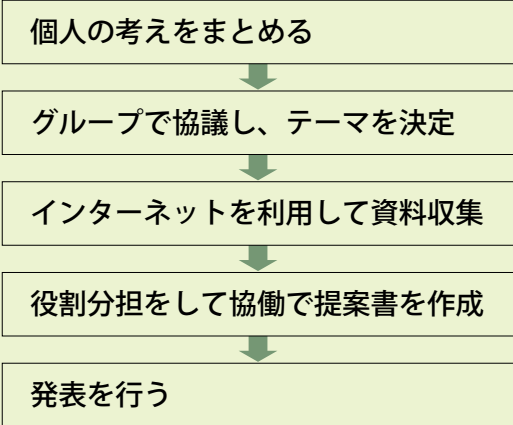 個人の考えをまとめる
グループで協議し、テーマを決定
インターネットを利用して資料収集
役割分担をして協働で提案書を作成
発表を行う